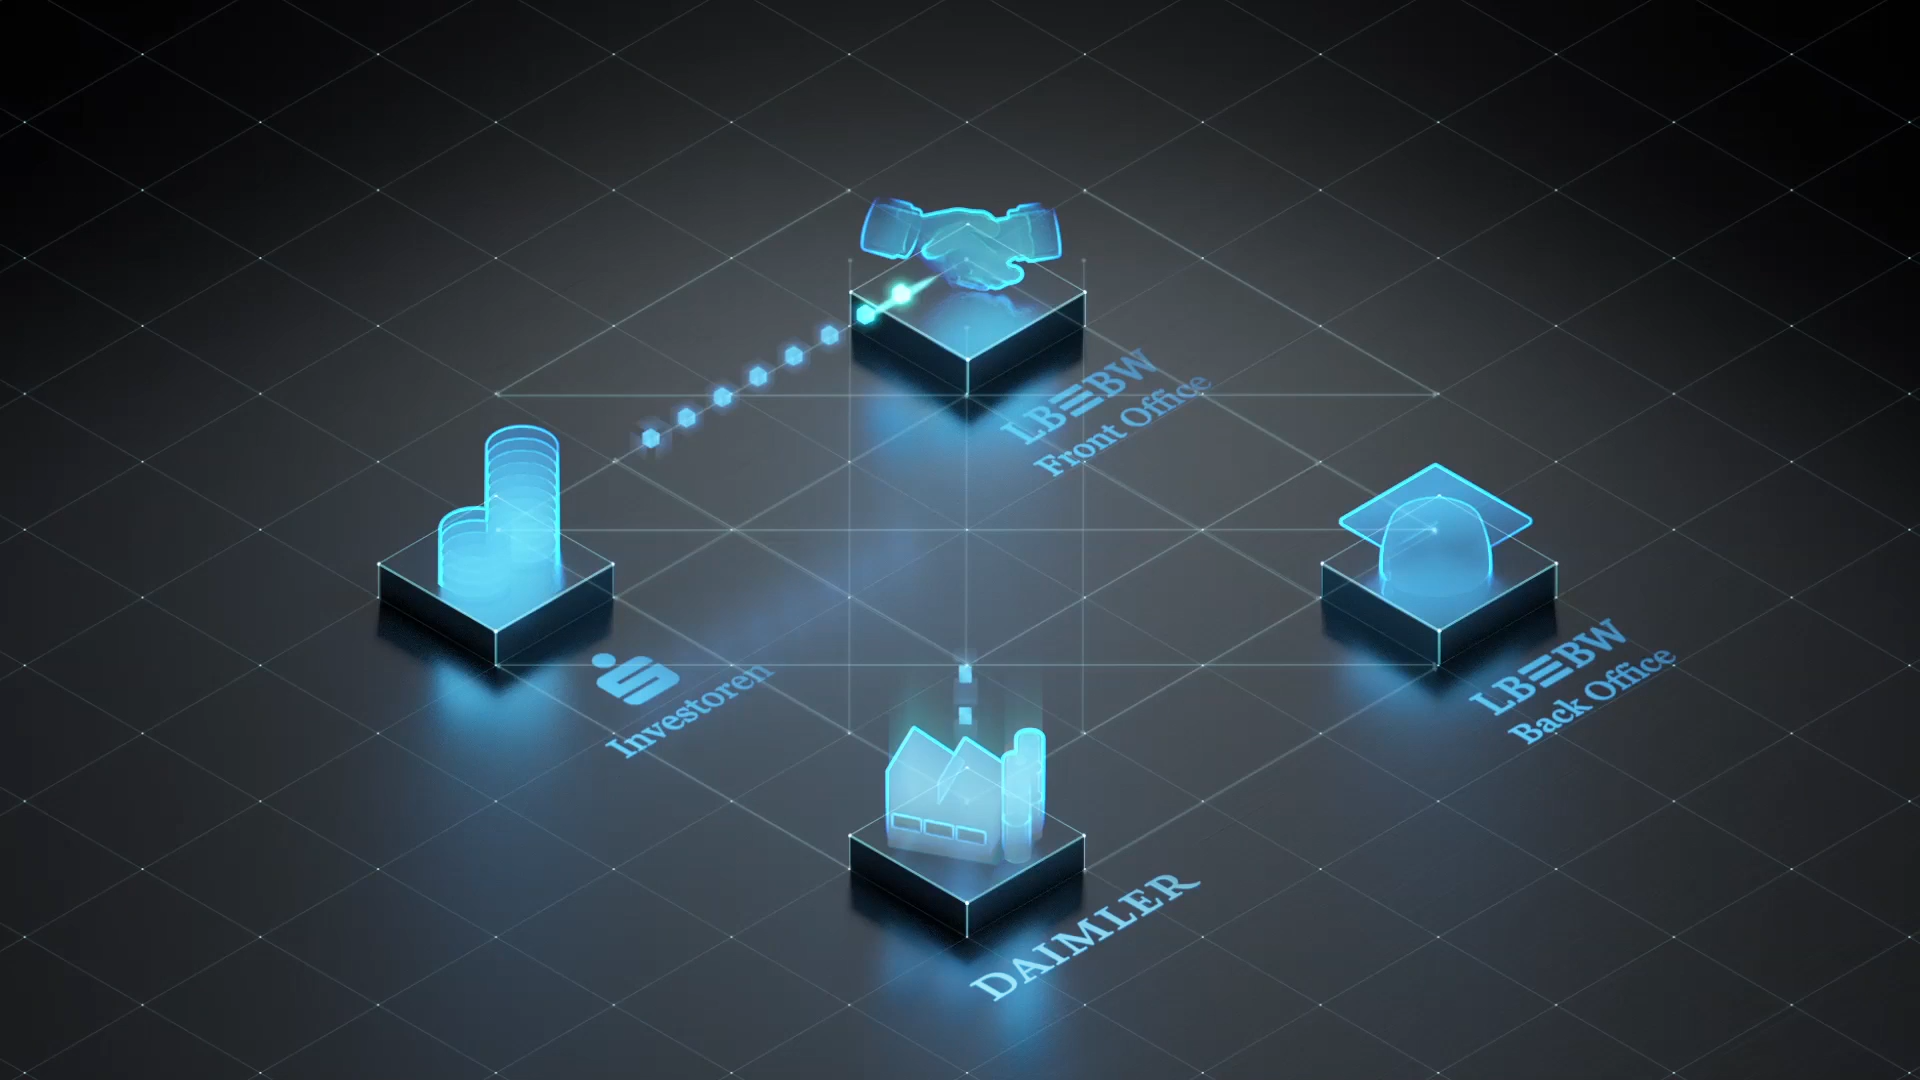 LBBW
Front Office
Investoren
LBBW
Back Office
DAIMLER